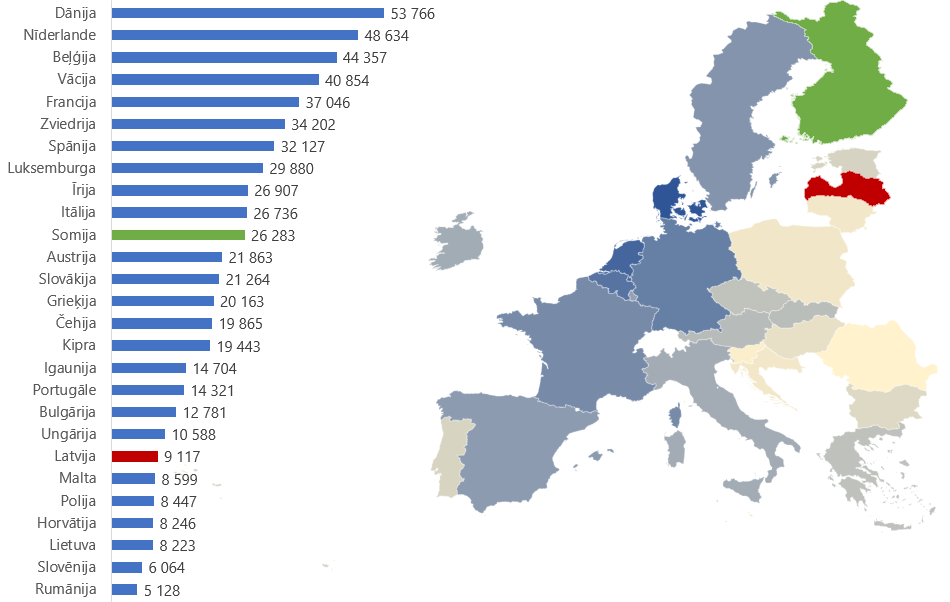 Dānija 53 766
Nīderlande 48 634
Beļģija 44 357
Vācija 40 854
Francija 37 046
Zviedrija 34 202
Spānija 32 127
Luksemburga 29 880
Īrija 26 907
Itālija 26 736
Somija 26 283
Austrija 21 863
Slovākija 21 264
Grieķija 20 163
Čehija 19 865
Kipra 19 443
Igaunija 14 704
Portugāle 14 321
Bulgārija 12 781
Ungārija 10 588
Latvija 9 117
Malta 8 599
Polija 8 447
Horvātija 8 246
Lietuva 8 223
Slovēnija 6 064
Rumānija 5 128